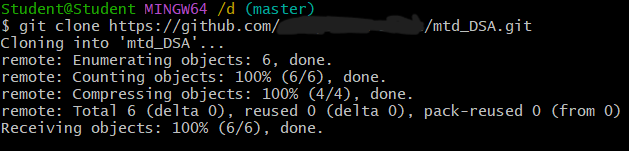 Student@Student MINGW64 /d (master)
$ git clone https://github.com/ /mtd_DSA.git
Cloning into 'mtd_DSA'...
remote: Enumerating objects: 6, done.
remote: Counting objects: 100% (6/6), done.
remote: Compressing objects: 100% (4/4), done.
remote: Total 6 (delta 0), reused 0 (delta 0), pack-reused 0 (from 0)
Receiving objects: 100% (6/6), done.